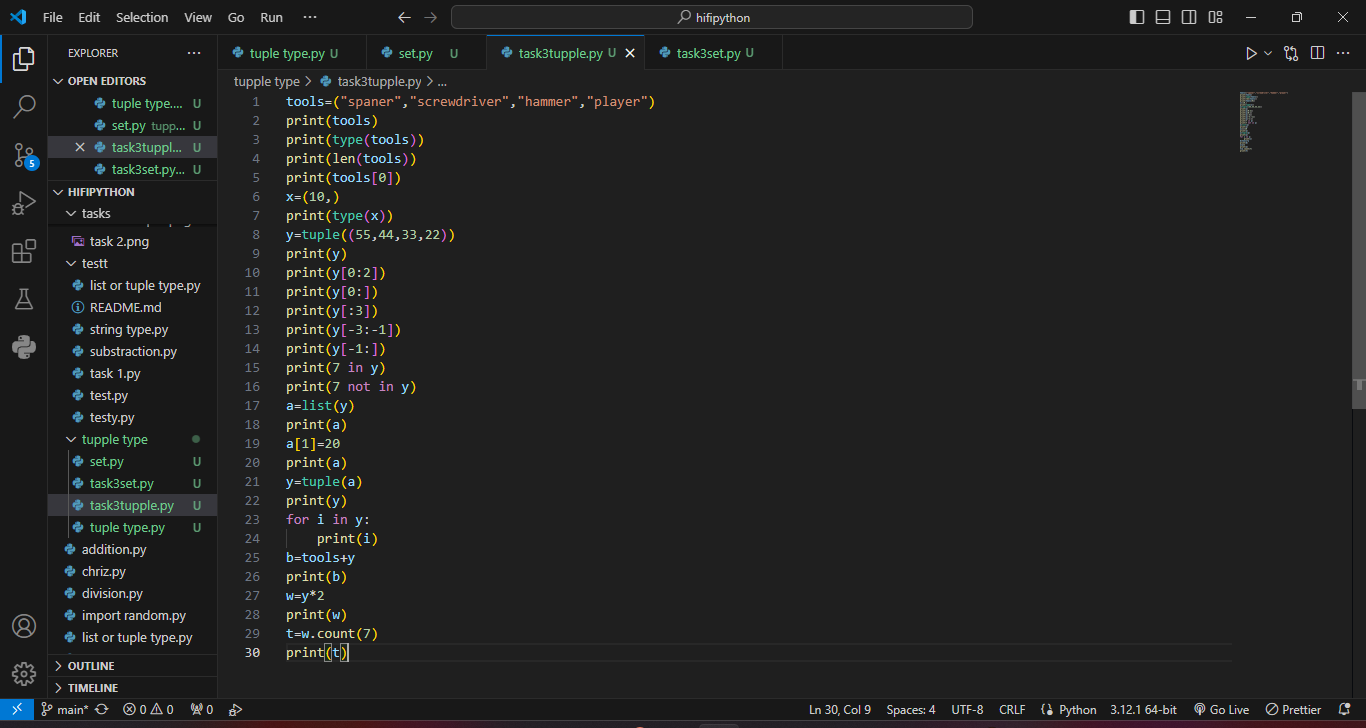 File Edit Selection View Go Run ··· hifipython
EXPLORER ···
OPEN EDITORS
tuple type.... U
set.py tupp... U
task3tuppl... U
task3set.py... U
HIFIPYTHON
tasks
task 2.png
testt
list or tuple type.py
README.md
string type.py
substraction.py
task 1.py
test.py
testy.py
tupple type
set.py U
task3set.py U
task3tupple.py U
tuple type.py U
addition.py
chriz.py
division.py
import random.py
list or tuple type.py
OUTLINE
TIMELINE
5
tuple type.py U set.py U task3tupple.py U task3set.py U
tupple type > task3tupple.py > ...
1 tools=("spaner","screwdriver","hammer","player")
2 print(tools)
3 print(type(tools))
4 print(len(tools))
5 print(tools[0])
6 x=(10,)
7 print(type(x))
8 y=tuple((55,44,33,22))
9 print(y)
10 print(y[0:2])
11 print(y[0:])
12 print(y[:3])
13 print(y[-3:-1])
14 print(y[-1:])
15 print(7 in y)
16 print(7 not in y)
17 a=list(y)
18 print(a)
19 a[1]=20
20 print(a)
21 y=tuple(a)
22 print(y)
23 for i in y:
24     print(i)
25 b=tools+y
26 print(b)
27 w=y*2
28 print(w)
29 t=w.count(7)
30 print(t)
main* 0 0 0 Ln 30, Col 9 Spaces: 4 UTF-8 CRLF Python 3.12.1 64-bit Go Live Prettier